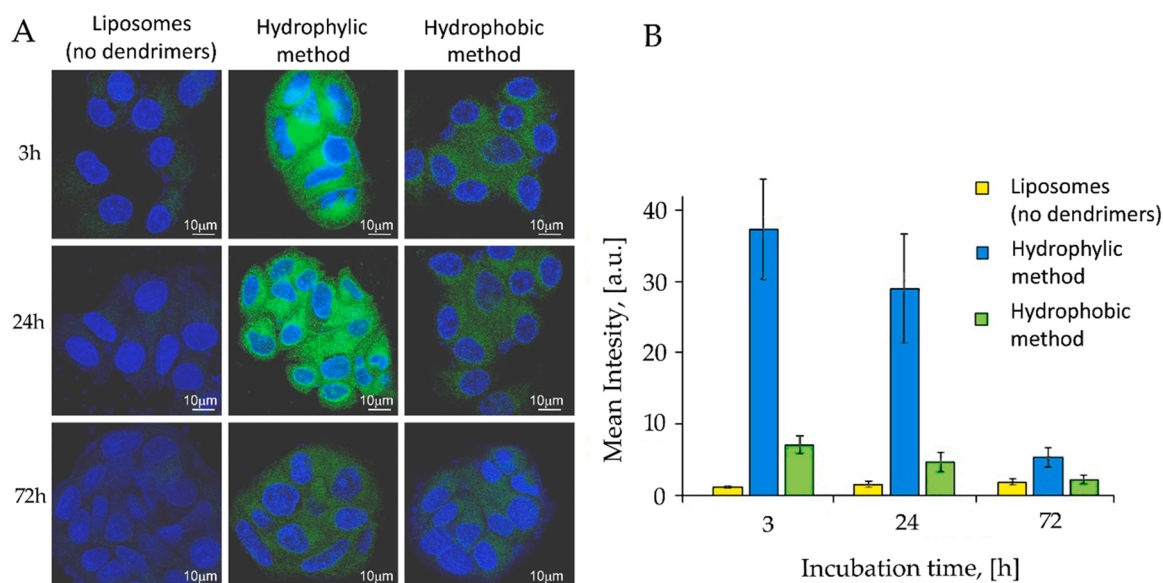 A
Liposomes
(no dendrimers)
Hydrophylic
method
Hydrophobic
method
3h
10μm
10μm
10μm
24h
10μm
10μm
10μm
72h
10μm
10μm
10μm
B
Mean Intesity, [a.u.]
40
30
20
10
0
3
24
72
Incubation time, [h]
Liposomes
(no dendrimers)
Hydrophylic
method
Hydrophobic
method